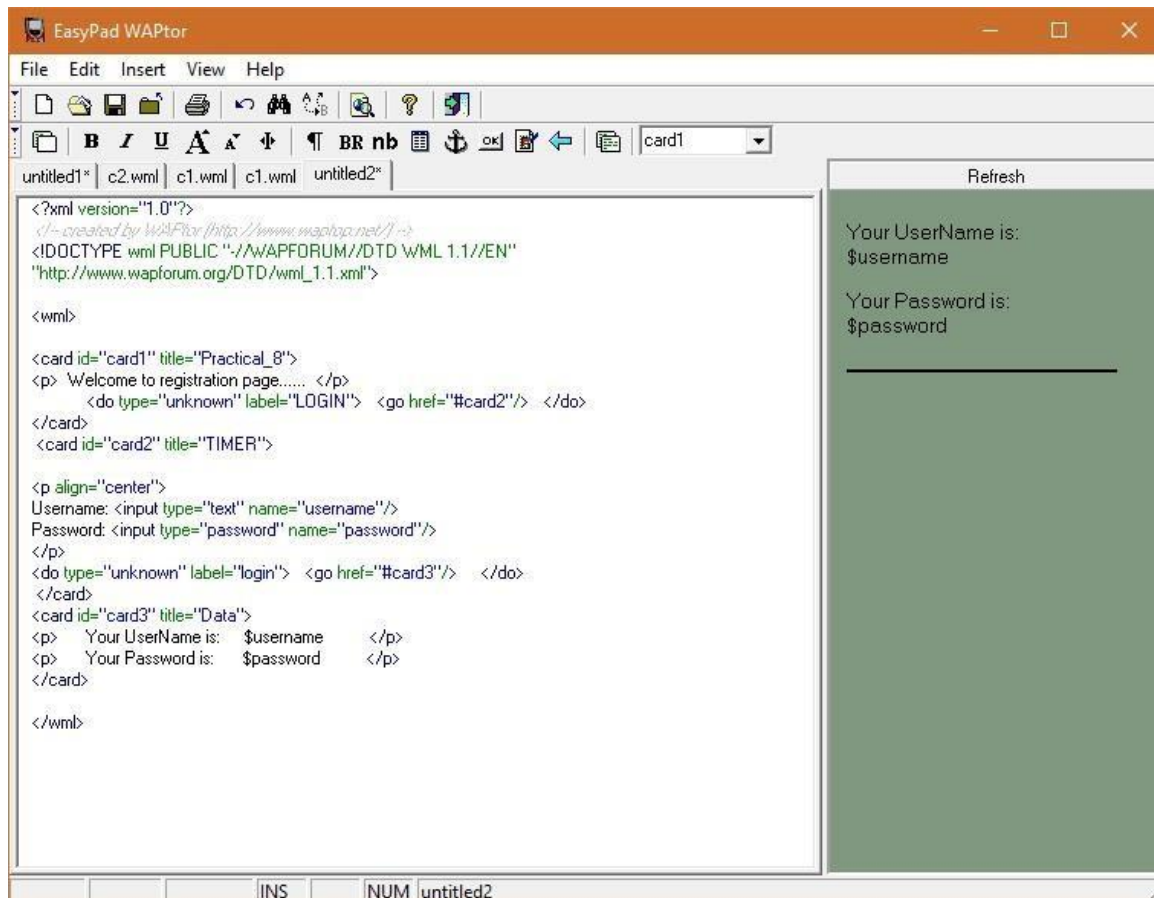 EasyPad WAPtor
File Edit Insert View Help
B I U A A BR nb OK card1
untitled1* c2.wml c1.wml c1.wml untitled2*
Refresh
<?xml version="1.0"?>
<!-- created by WAPtor (http://www.waptop.net/) -->
<!DOCTYPE wml PUBLIC "-//WAPFORUM//DTD WML 1.1//EN"
"http://www.wapforum.org/DTD/wml_1.1.xml">
<wml>
<card id="card1" title="Practical_8">
<p> Welcome to registration page...... </p>
<do type="unknown" label="LOGIN"> <go href="#card2"/> </do>
</card>
<card id="card2" title="TIMER">
<p align="center">
Username: <input type="text" name="username"/>
Password: <input type="password" name="password"/>
</p>
<do type="unknown" label="login"> <go href="#card3"/> </do>
</card>
<card id="card3" title="Data">
<p> Your UserName is: $username </p>
<p> Your Password is: $password </p>
</card>
</wml>
Your UserName is:
$username
Your Password is:
$password
INS NUM untitled2